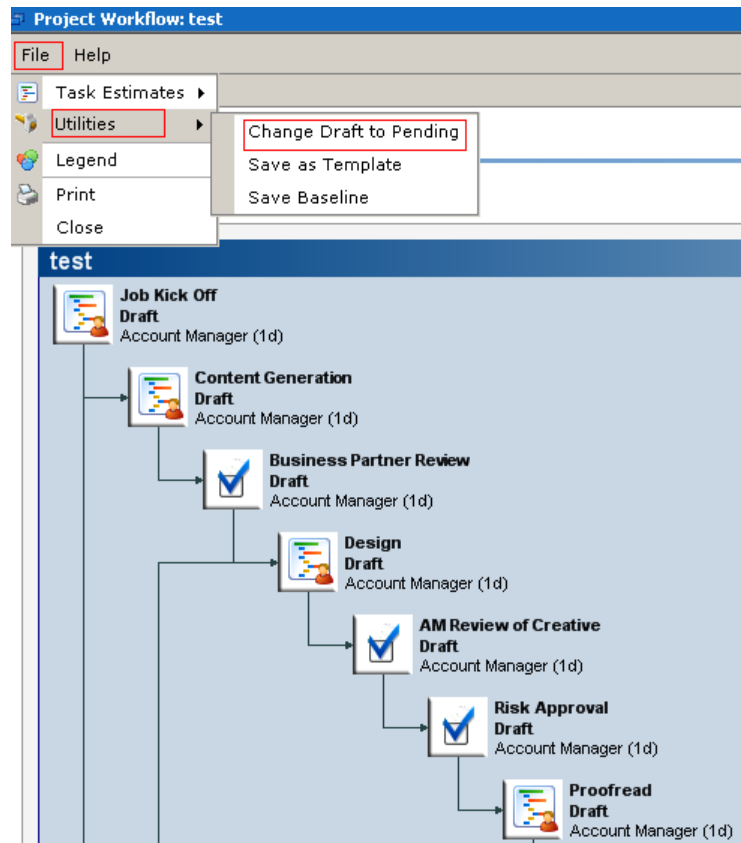 Project Workflow: test
File Help
Task Estimates
Utilities
Change Draft to Pending
Legend
Save as Template
Print
Save Baseline
Close
test
Job Kick Off
Draft
Account Manager (1d)
Content Generation
Draft
Account Manager (1d)
Business Partner Review
Draft
Account Manager (1d)
Design
Draft
Account Manager (1d)
AM Review of Creative
Draft
Account Manager (1d)
Risk Approval
Draft
Account Manager (1d)
Proofread
Draft
Account Manager (1d)